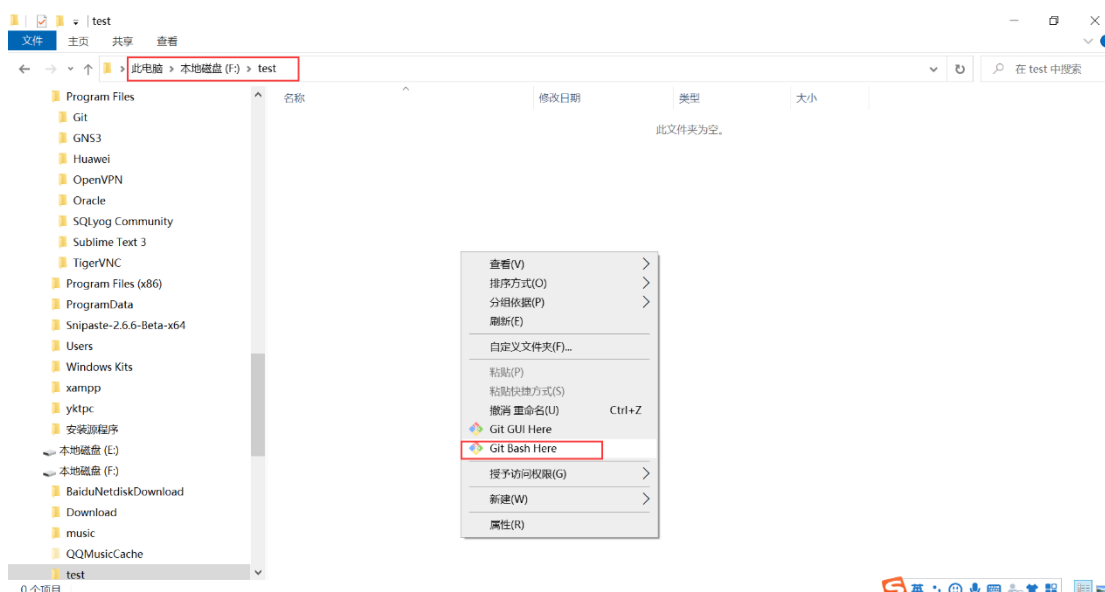 test
文件 主页 共享 查看
此电脑 › 本地磁盘 (F:) › test
在 test 中搜索
名称 修改日期 类型 大小
此文件夹为空。
Program Files
Git
GNS3
Huawei
OpenVPN
Oracle
SQLyog Community
Sublime Text 3
TigerVNC
Program Files (x86)
ProgramData
Snipaste-2.6.6-Beta-x64
Users
Windows Kits
xampp
yktpc
安装源程序
本地磁盘 (E:)
本地磁盘 (F:)
BaiduNetdiskDownload
Download
music
QQMusicCache
test
查看(V)
排序方式(O)
分组依据(P)
刷新(E)
自定义文件夹(F)...
粘贴(P)
粘贴快捷方式(S)
撤消 重命名(U) Ctrl+Z
Git GUI Here
Git Bash Here
授予访问权限(G)
新建(W)
属性(R)
0 个项目
英